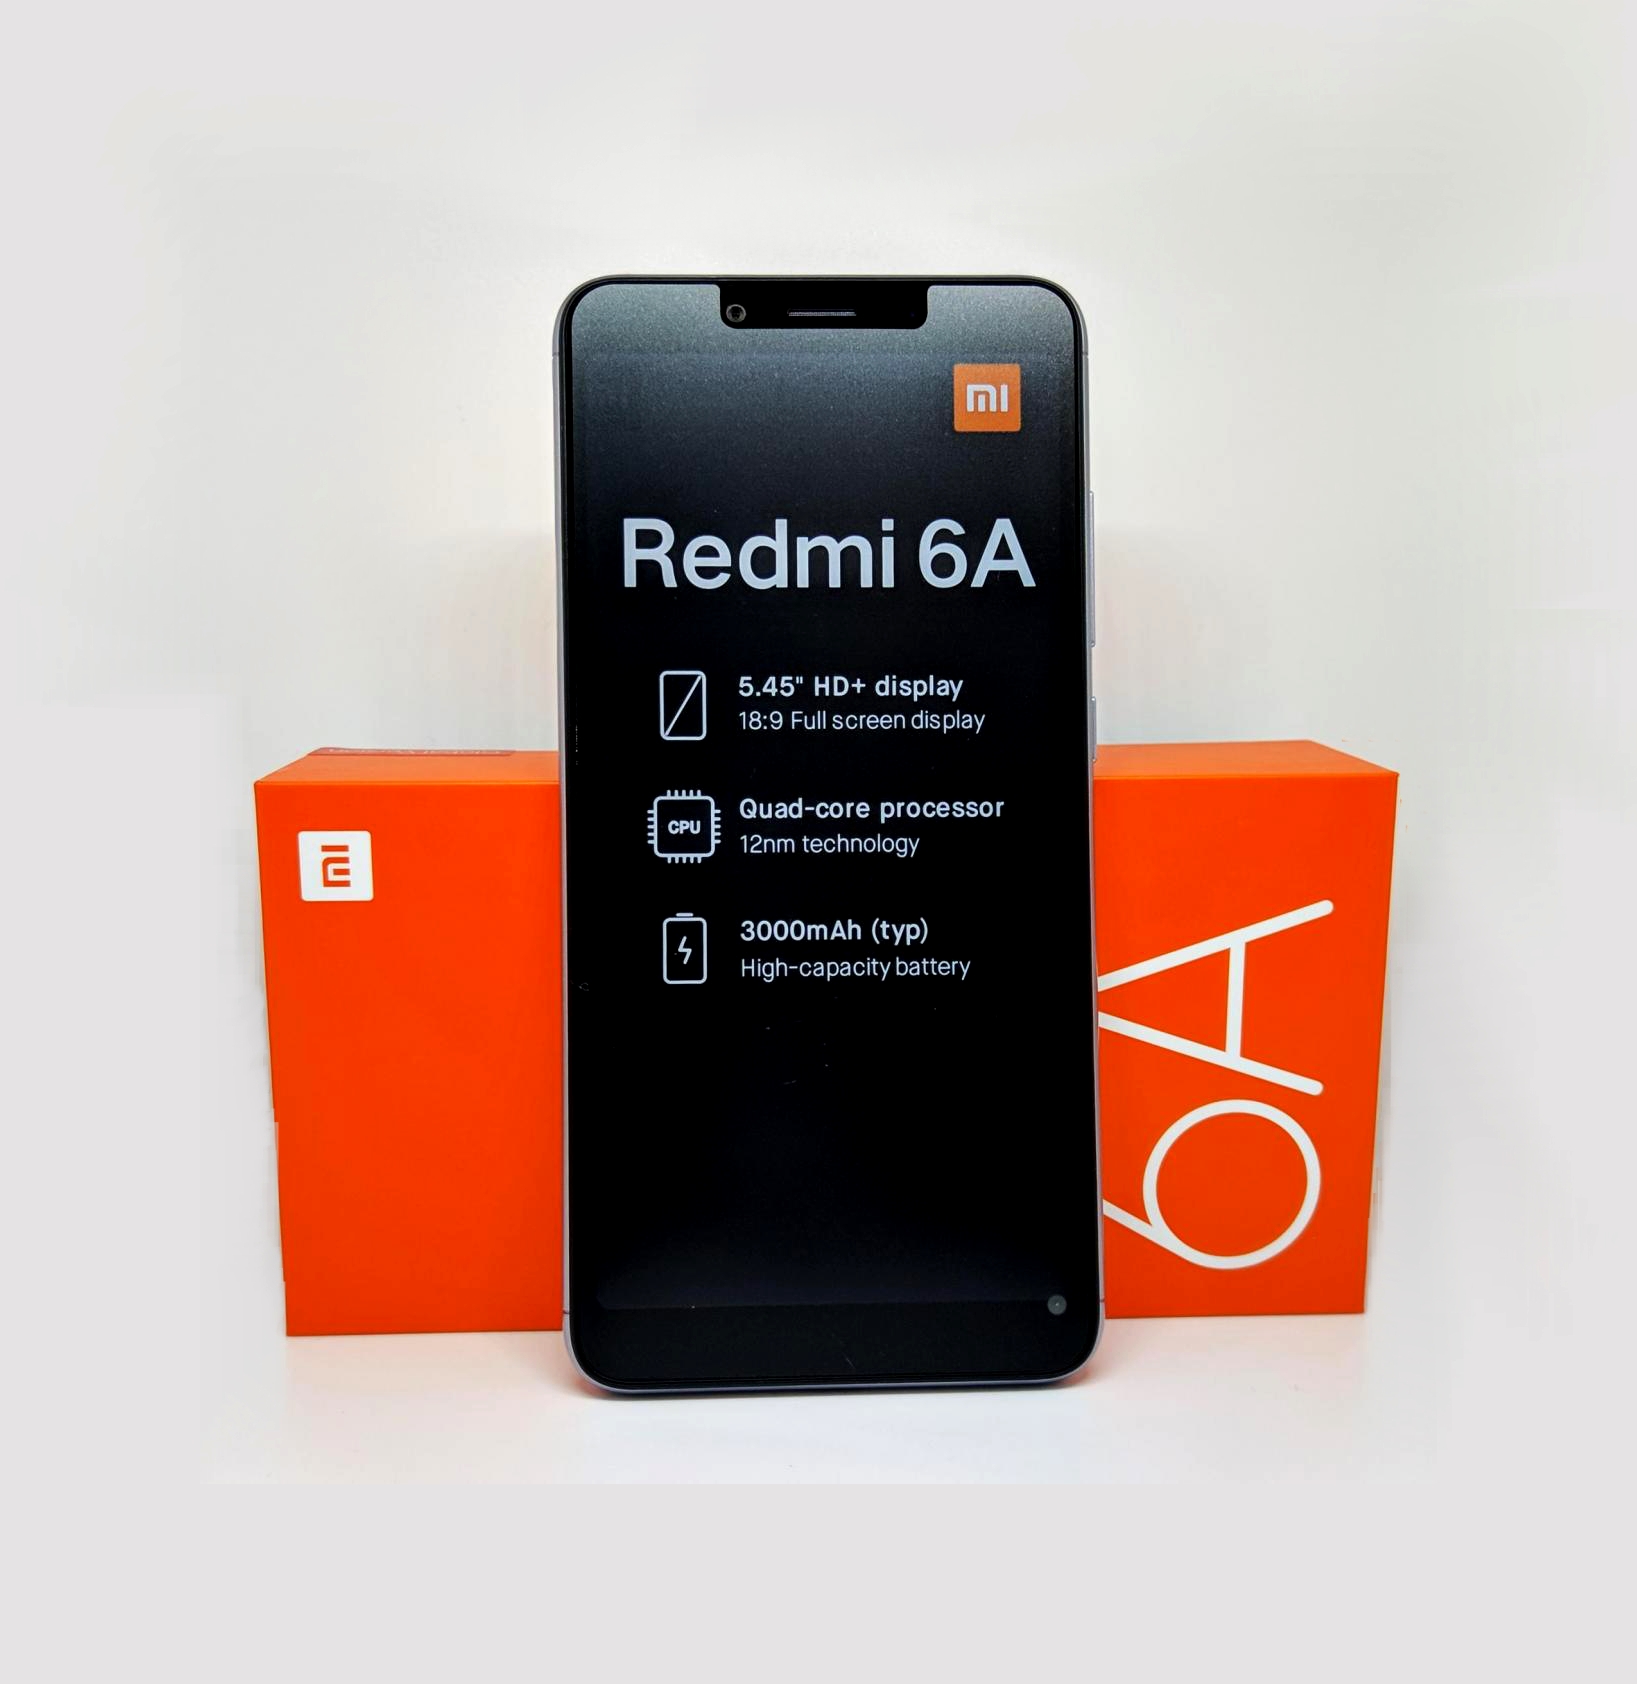 mi
Redmi 6A
5.45" HD+ display
18:9 Full screen display
CPU
Quad-core processor
12nm technology
3000mAh (typ)
High-capacity battery
mi
6A